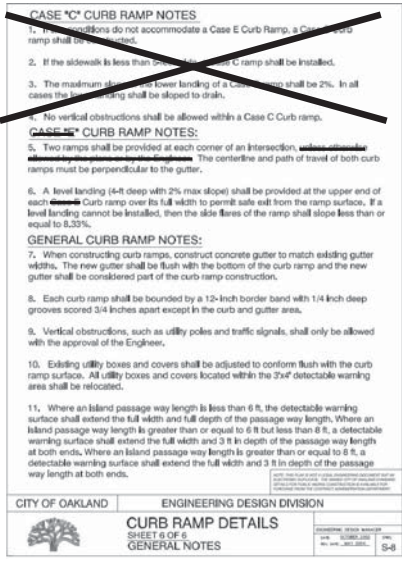 CASE "C" CURB RAMP NOTES
1. If conditions do not accommodate a Case E Curb Ramp, a Case C Curb
ramp shall be constructed.
2. If the sidewalk is less than Case C ramp shall be installed.
3. The maximum slope lower landing of a Case ramp shall be 2%. In all
cases the lower landing shall be sloped to drain.
4. No vertical obstructions shall be allowed within a Case C Curb ramp.
CASE "E" CURB RAMP NOTES:
5. Two ramps shall be provided at each corner of an intersection, unless otherwise
allowed by the plans or by the Engineer. The centerline and path of travel of both curb
ramps must be perpendicular to the gutter.
6. A level landing (4-ft deep with 2% max slope) shall be provided at the upper end of
each Case E Curb ramp over its full width to permit safe exit from the ramp surface. If a
level landing cannot be installed, then the side flares of the ramp shall slope less than or
equal to 8.33%.
GENERAL CURB RAMP NOTES:
7. When constructing curb ramps, construct concrete gutter to match existing gutter
widths. The new gutter shall be flush with the bottom of the curb ramp and the new
gutter shall be considered part of the curb ramp construction.
8. Each curb ramp shall be bounded by a 12- inch border band with 1/4 inch deep
grooves scored 3/4 inches apart except in the curb and gutter area.
9. Vertical obstructions, such as utility poles and traffic signals, shall only be allowed
with the approval of the Engineer.
10. Existing utility boxes and covers shall be adjusted to conform flush with the curb
ramp surface. All utility boxes and covers located within the 3'x4' detectable warning
area shall be relocated.
11. Where an island passage way length is less than 6 ft, the detectable warning
surface shall extend the full width and full depth of the passage way length. Where an
island passage way length is greater than or equal to 6 ft but less than 8 ft, a detectable
warning surface shall extend the full width and 3 ft in depth of the passage way length
at both ends. Where an island passage way length is greater than or equal to 8 ft, a
detectable warning surface shall extend the full width and 3 ft in depth of the passage
way length at both ends.
CITY OF OAKLAND
ENGINEERING DESIGN DIVISION
CURB RAMP DETAILS
SHEET 6 OF 6
GENERAL NOTES
ENGINEERING DESIGN MANAGER
S-8